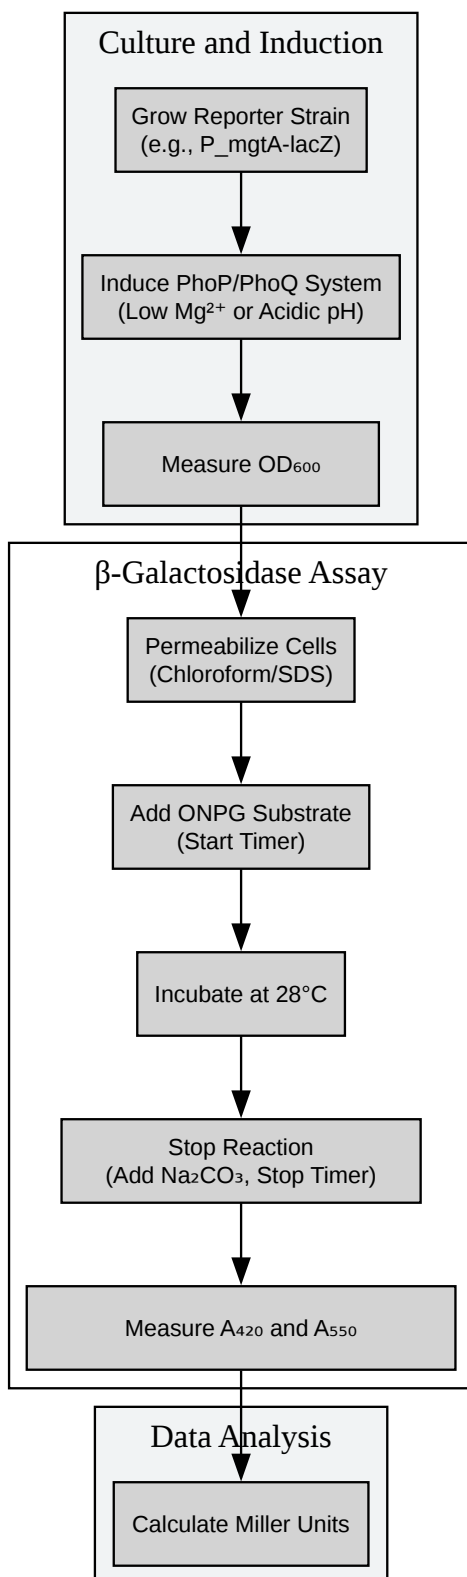 Culture and Induction
Grow Reporter Strain
(e.g., P_mgtA-lacZ)
Induce PhoP/PhoQ System
(Low Mg²⁺ or Acidic pH)
Measure OD₆₀₀
β-Galactosidase Assay
Permeabilize Cells
(Chloroform/SDS)
Add ONPG Substrate
(Start Timer)
Incubate at 28°C
Stop Reaction
(Add Na₂CO₃, Stop Timer)
Measure A₄₂₀ and A₅₅₀
Data Analysis
Calculate Miller Units